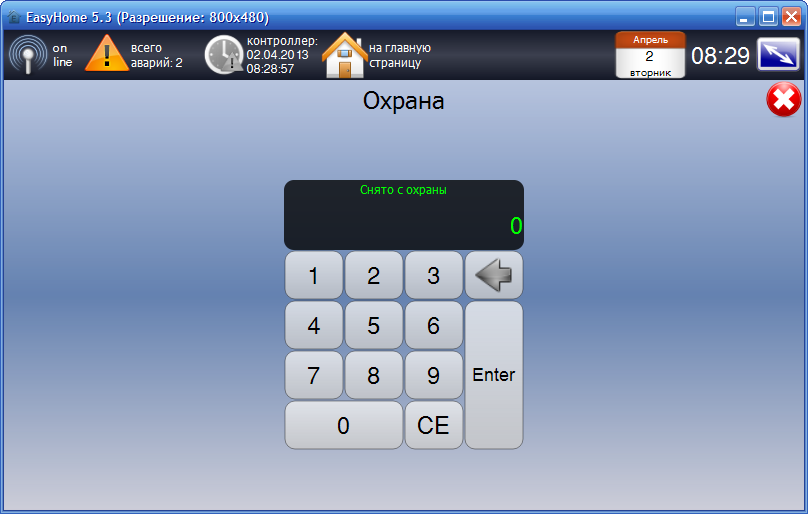 EasyHome 5.3 (Разрешение: 800x480)
on
line
всего
аварий: 2
контроллер:
02.04.2013
08:28:57
на главную
страницу
Апрель
2
вторник
08:29
Охрана
Снято с охраны
0
1 2 3
4 5 6
7 8 9 Enter
0 CE